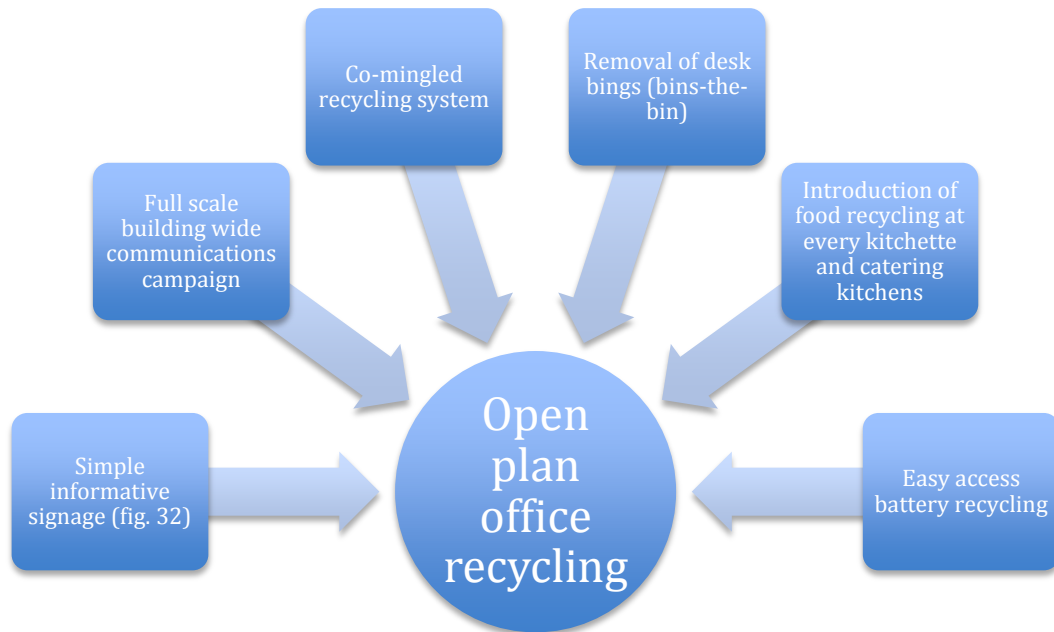 Co-mingled
recycling system
Removal of desk
bings (bins-the-
bin)
Full scale
building wide
communications
campaign
Introduction of
food recycling at
every kitchette
and catering
kitchens
Simple
informative
signage (fig. 32)
Open
plan
office
recycling
Easy access
battery recycling